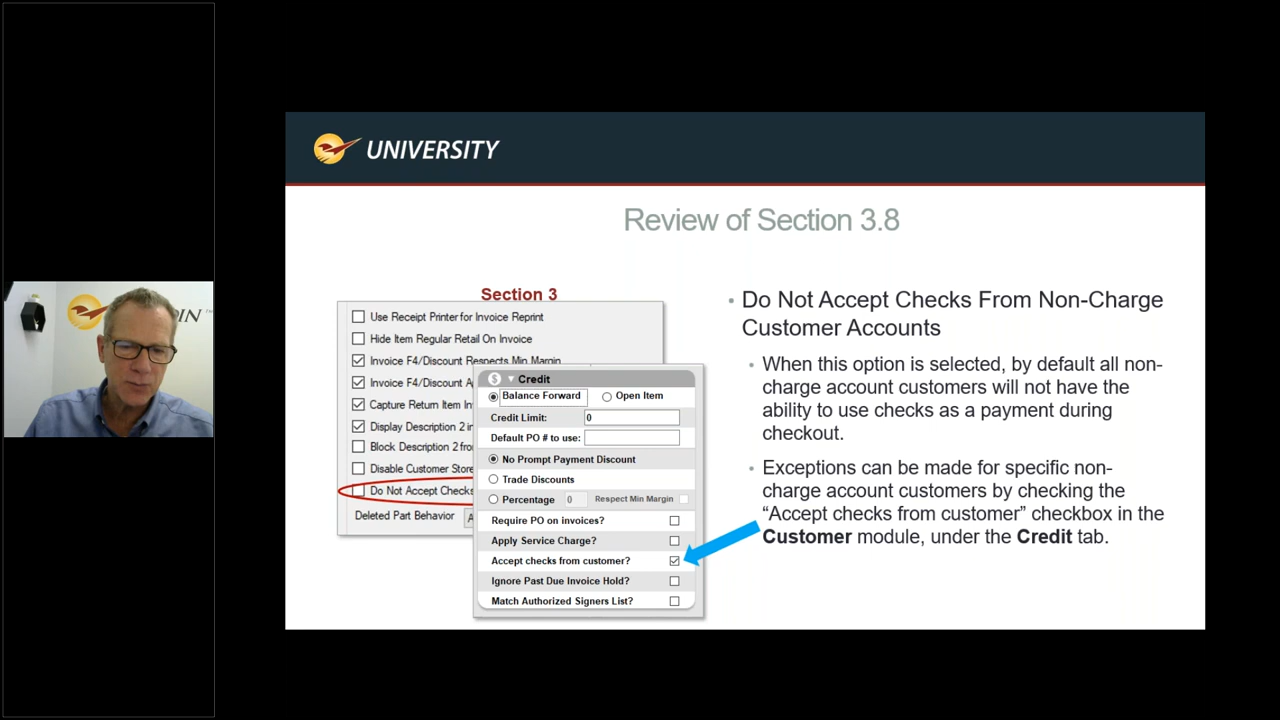 UNIVERSITY
Review of Section 3.8
Section 3
Use Receipt Printer for Invoice Reprint
Hide Item Regular Retail On Invoice
Invoice F4/Discount Respects Min Margin
Invoice F4/Discount
Capture Return Item
Display Description 2
Block Description 2
Disable Customer
Do Not Accept Checks
Deleted Part Behavior
$ ▼ Credit
Balance Forward Open Item
Credit Limit: 0
Default PO # to use:
No Prompt Payment Discount
Trade Discounts
Percentage 0 Respect Min Margin
Require PO on invoices?
Apply Service Charge?
Accept checks from customer?
Ignore Past Due Invoice Hold?
Match Authorized Signers List?
• Do Not Accept Checks From Non-Charge
Customer Accounts
• When this option is selected, by default all non-
charge account customers will not have the
ability to use checks as a payment during
checkout.
• Exceptions can be made for specific non-
charge account customers by checking the
“Accept checks from customer” checkbox in the
Customer module, under the Credit tab.